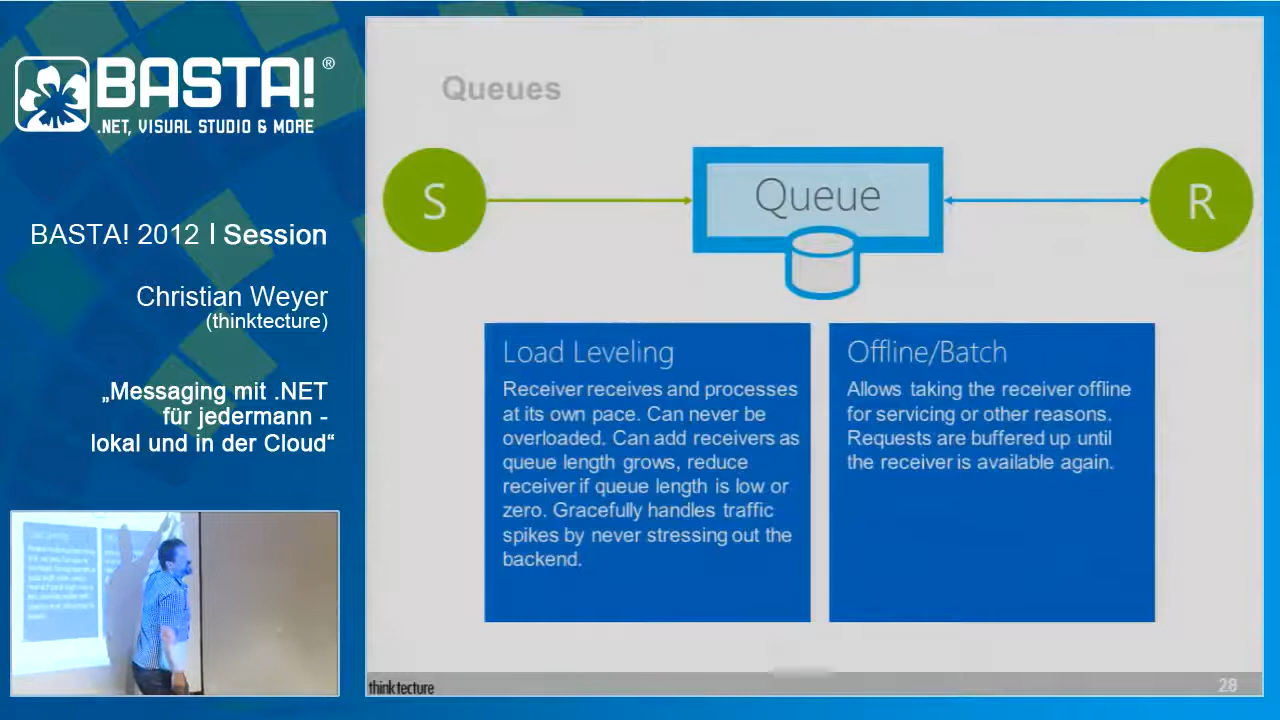 BASTA!®
.NET, VISUAL STUDIO & MORE
BASTA! 2012 I Session
Christian Weyer
(thinktecture)
„Messaging mit .NET
für jedermann -
lokal und in der Cloud“
Queues
S
Queue
R
Load Leveling
Receiver receives and processes
at its own pace. Can never be
overloaded. Can add receivers as
queue length grows, reduce
receiver if queue length is low or
zero. Gracefully handles traffic
spikes by never stressing out the
backend.
Offline/Batch
Allows taking the receiver offline
for servicing or other reasons.
Requests are buffered up until
the receiver is available again.
thinktecture
28